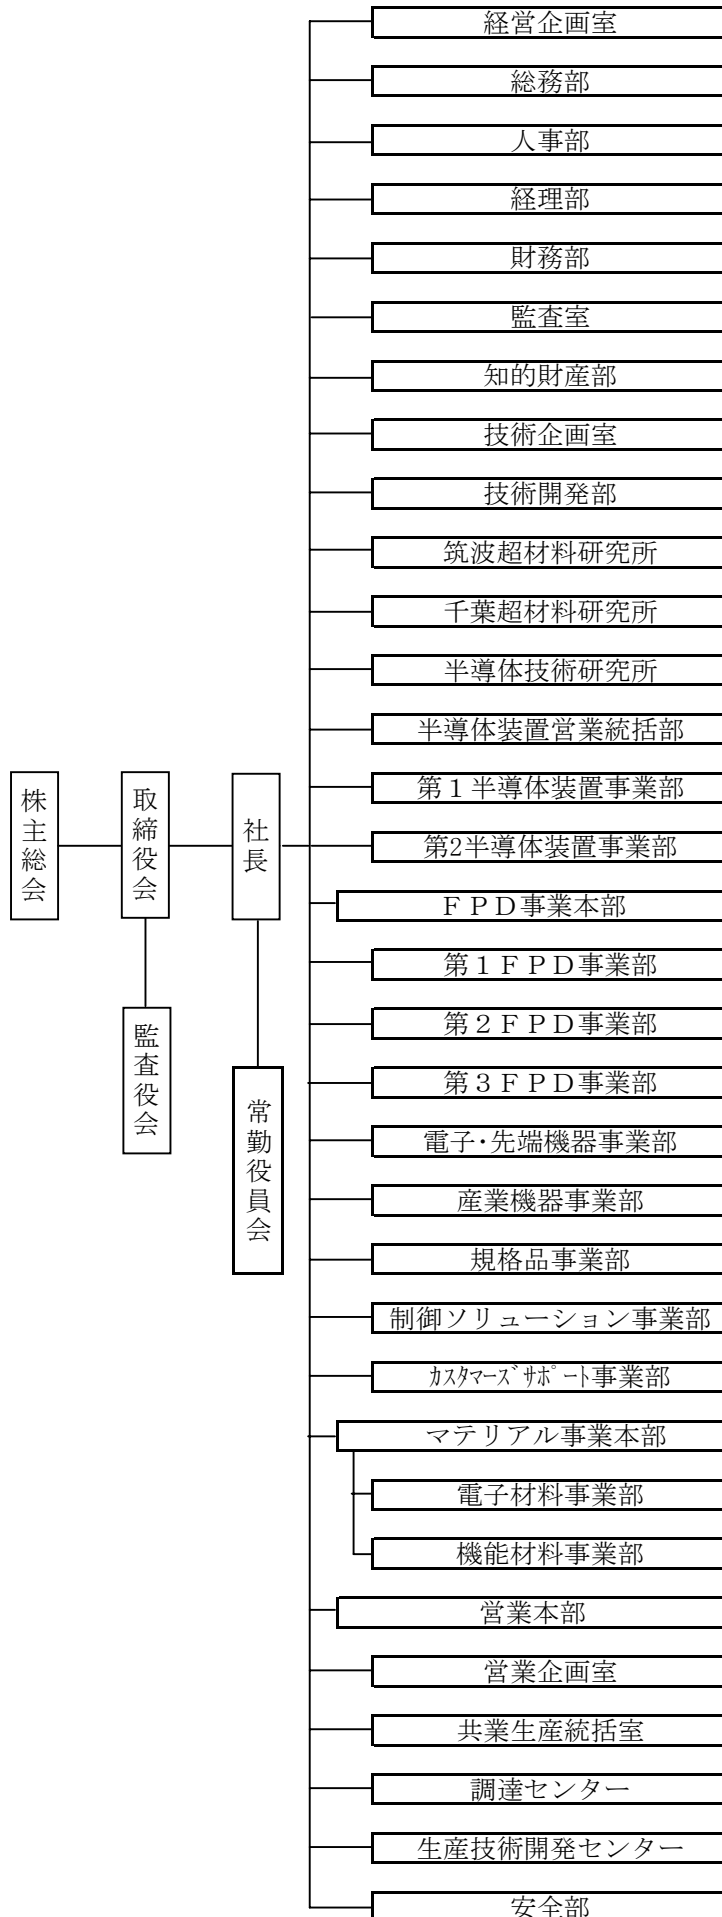 経営企画室
総務部
人事部
経理部
財務部
監査室
知的財産部
技術企画室
技術開発部
筑波超材料研究所
千葉超材料研究所
半導体技術研究所
半導体装置営業統括部
第１半導体装置事業部
株主総会
取締役会
社長
第2半導体装置事業部
ＦＰＤ事業本部
第１ＦＰＤ事業部
監査役会
第２ＦＰＤ事業部
常勤役員会
第３ＦＰＤ事業部
電子・先端機器事業部
産業機器事業部
規格品事業部
制御ソリューション事業部
ｶｽﾀﾏｰｽﾞｻﾎﾟｰﾄ事業部
マテリアル事業本部
電子材料事業部
機能材料事業部
営業本部
営業企画室
共業生産統括室
調達センター
生産技術開発センター
安全部